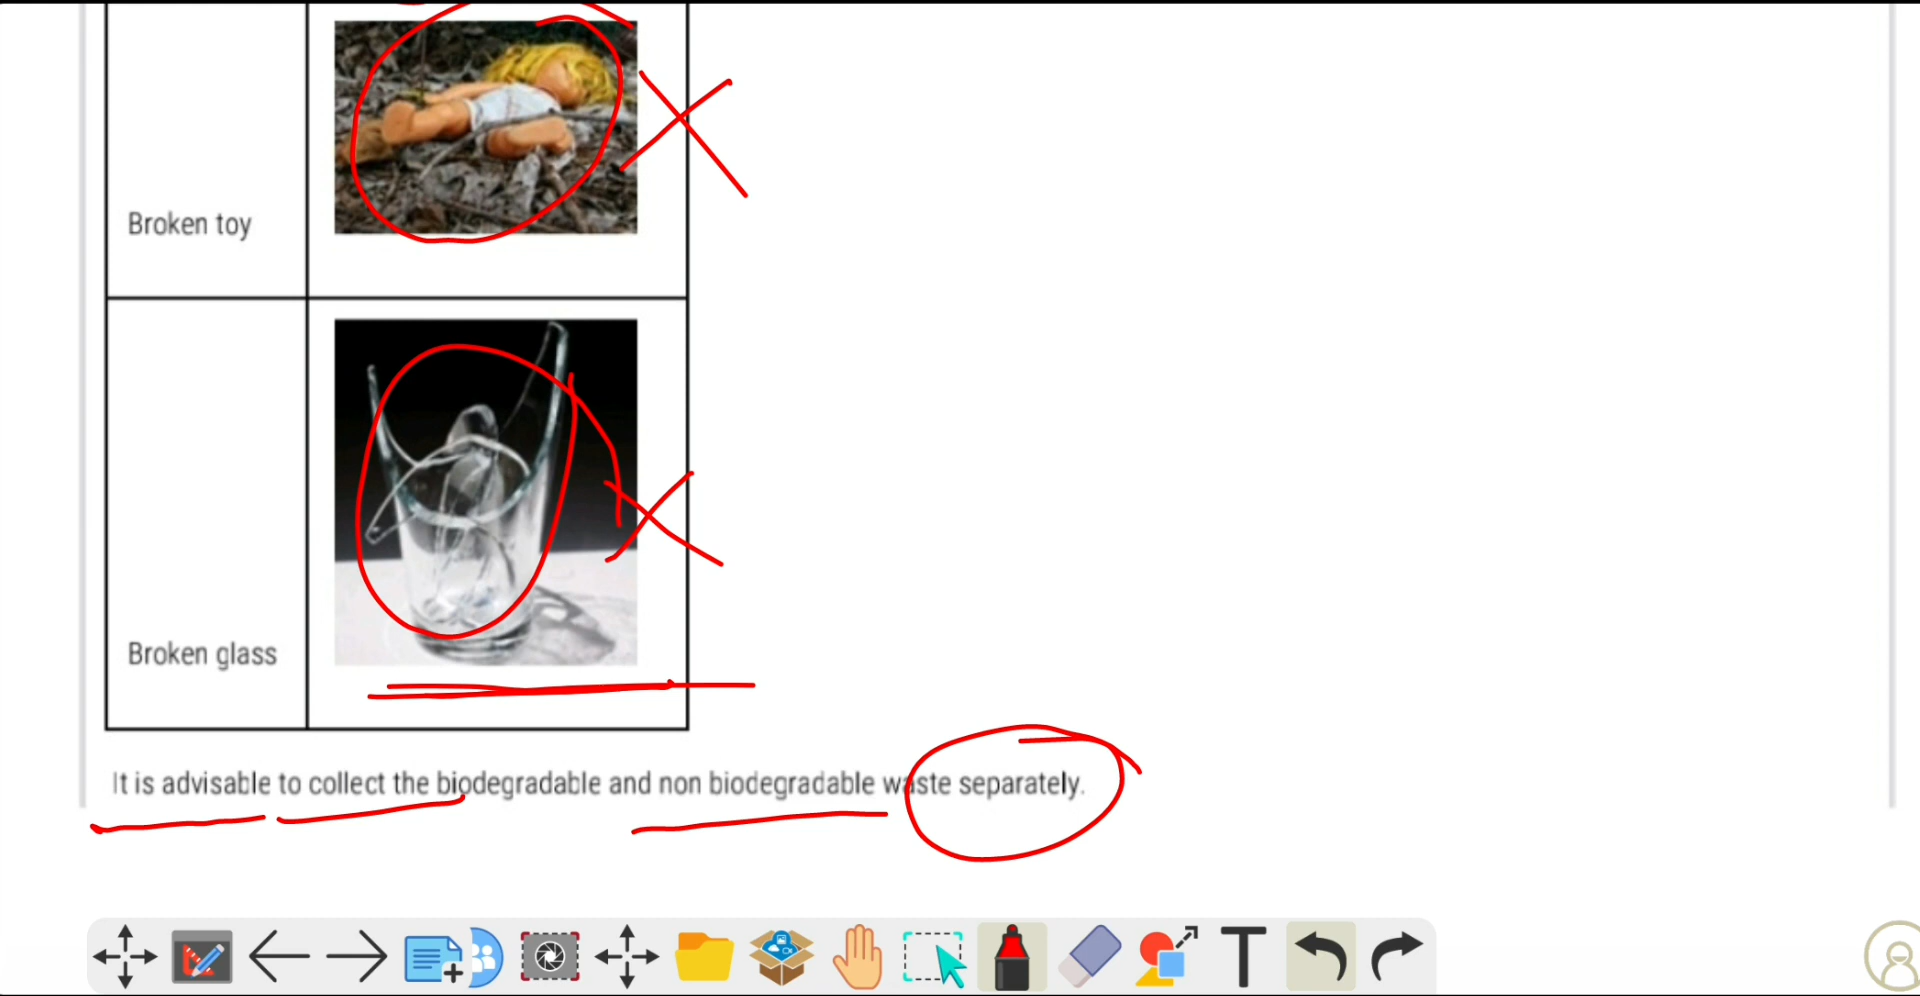 Broken toy
Broken glass
It is advisable to collect the biodegradable and non biodegradable waste separately.
T